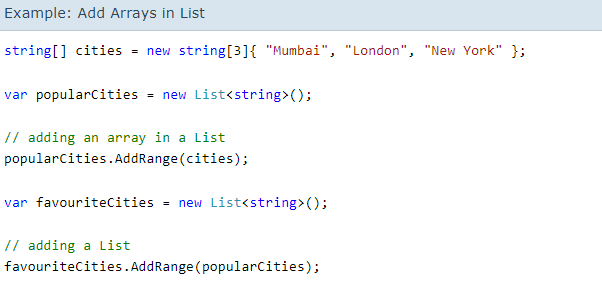 Example: Add Arrays in List
string[] cities = new string[3]{ "Mumbai", "London", "New York" };
var popularCities = new List<string>();
// adding an array in a List
popularCities.AddRange(cities);
var favouriteCities = new List<string>();
// adding a List
favouriteCities.AddRange(popularCities);